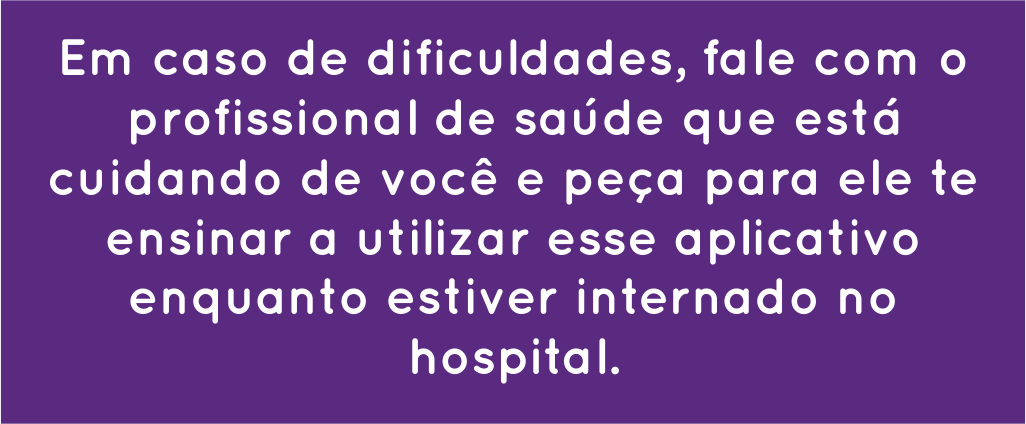 Em caso de dificuldades, fale com o
profissional de saúde que está
cuidando de você e peça para ele te
ensinar a utilizar esse aplicativo
enquanto estiver internado no
hospital.